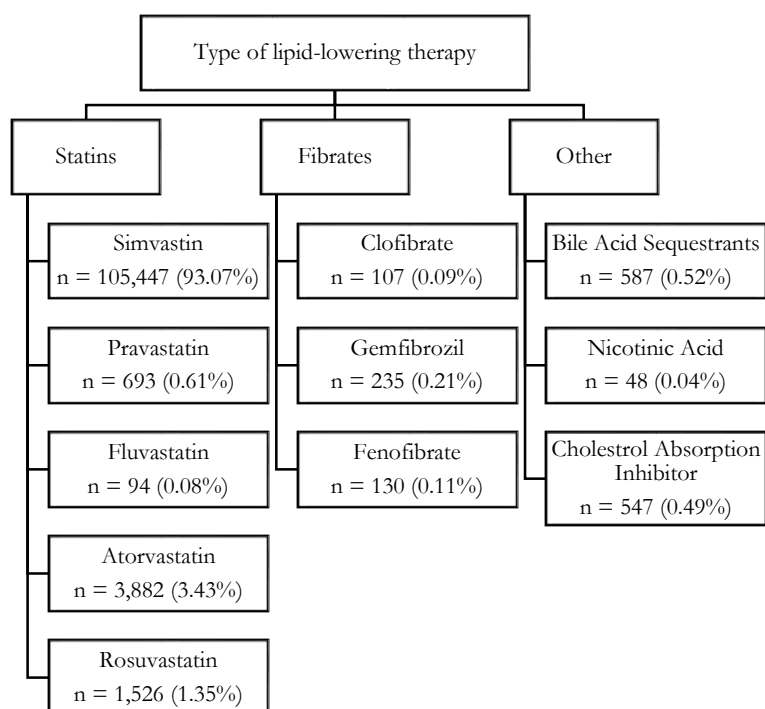 Type of lipid-lowering therapy
Statins
Fibrates
Other
Simvastin
n = 105,447 (93.07%)
Pravastatin
n = 693 (0.61%)
Fluvastatin
n = 94 (0.08%)
Atorvastatin
n = 3,882 (3.43%)
Rosuvastatin
n = 1,526 (1.35%)
Clofibrate
n = 107 (0.09%)
Gemfibrozil
n = 235 (0.21%)
Fenofibrate
n = 130 (0.11%)
Bile Acid Sequestrants
n = 587 (0.52%)
Nicotinic Acid
n = 48 (0.04%)
Cholestrol Absorption
Inhibitor
n = 547 (0.49%)